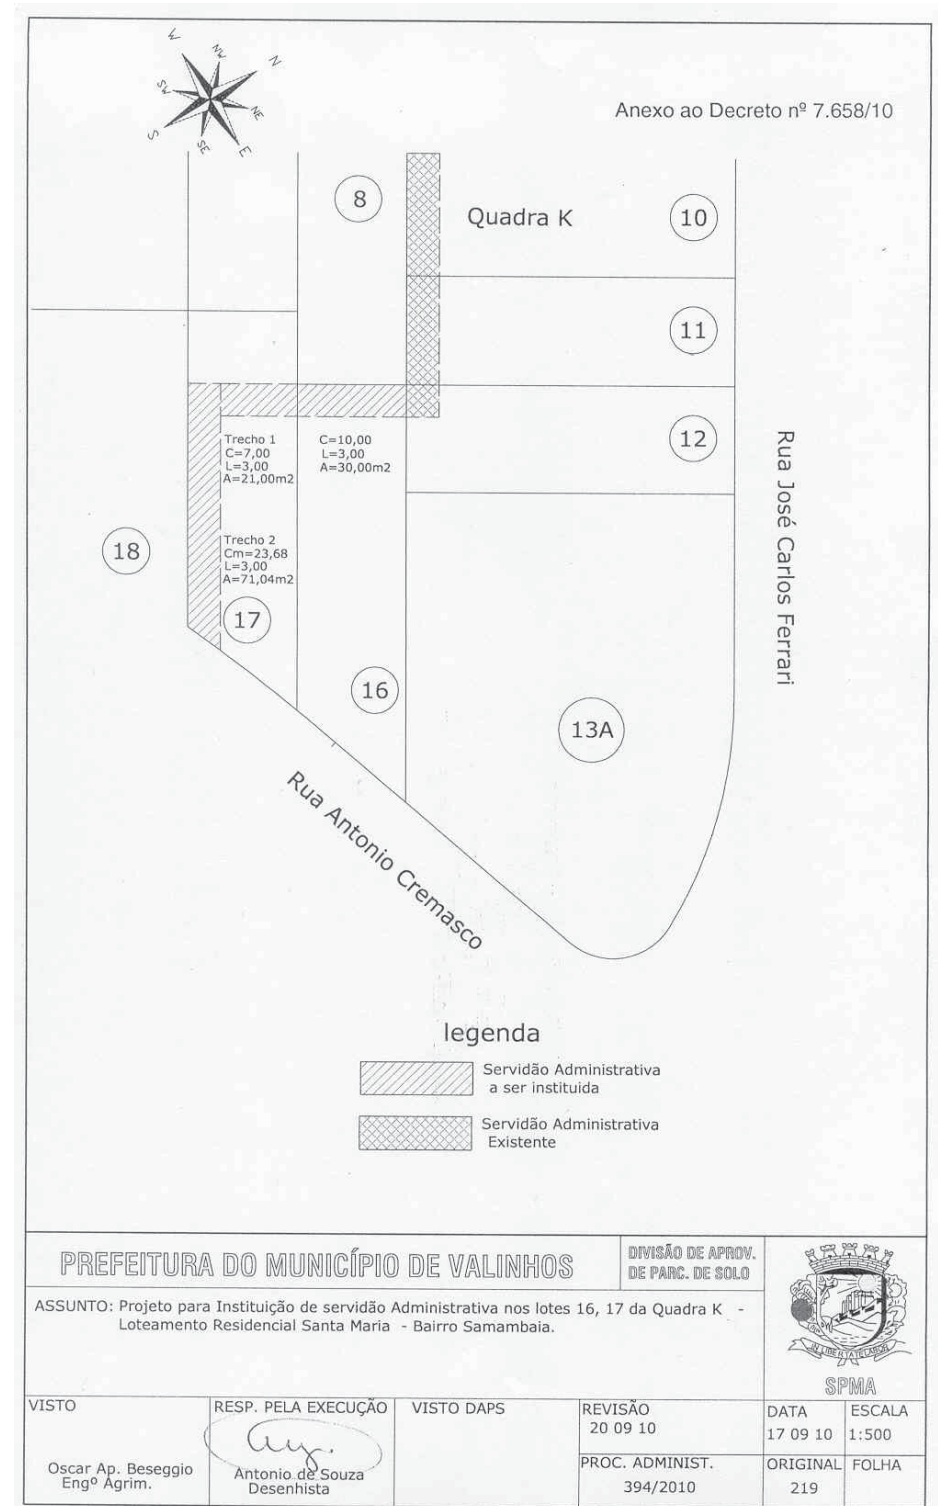 W
NW
N
SW
NE
S
SE
E
Anexo ao Decreto nº 7.658/10
8
Quadra K
10
11
12
Trecho 1
C=7,00
L=3,00
A=21,00m2
C=10,00
L=3,00
A=30,00m2
Trecho 2
Cm=23,68
L=3,00
A=71,04m2
18
17
16
13A
Rua José Carlos Ferrari
Rua Antonio Cremasco
legenda
Servidão Administrativa
a ser instituida
Servidão Administrativa
Existente
PREFEITURA DO MUNICÍPIO DE VALINHOS
DIVISÃO DE APROV.
DE PARC. DE SOLO
ASSUNTO: Projeto para Instituição de servidão Administrativa nos lotes 16, 17 da Quadra K -
Loteamento Residencial Santa Maria - Bairro Samambaia.
SPMA
VISTO
Oscar Ap. Beseggio
Engº Agrim.
RESP. PELA EXECUÇÃO
Antonio de Souza
Desenhista
VISTO DAPS
REVISÃO
20 09 10
PROC. ADMINIST.
394/2010
DATA
17 09 10
ESCALA
1:500
ORIGINAL
219
FOLHA